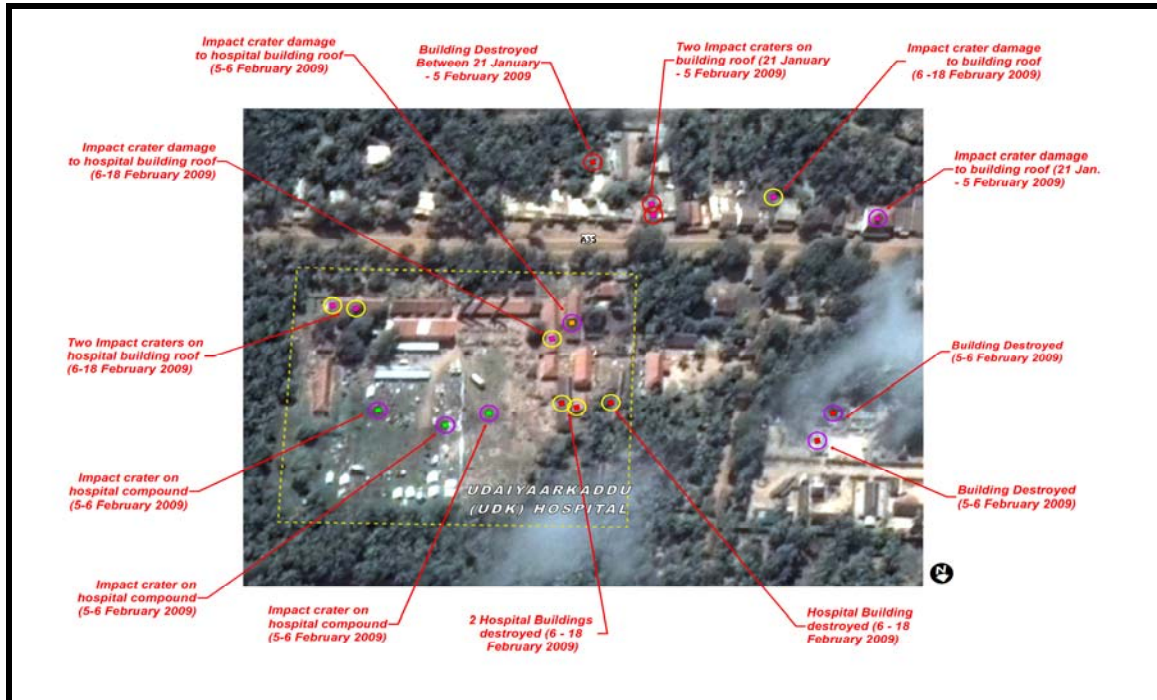 Impact crater damage
to hospital building roof
(5-6 February 2009)
Building Destroyed
Between 21 January
- 5 February 2009
Two Impact craters on
building roof (21 January
- 5 February 2009)
Impact crater damage
to building roof
(6 -18 February 2009)
Impact crater damage
to hospital building roof
(6-18 February 2009)
Impact crater damage
to building roof (21 Jan.
- 5 February 2009)
A35
Two Impact craters on
hospital building roof
(6-18 February 2009)
Building Destroyed
(5-6 February 2009)
Impact crater on
hospital compound
(5-6 February 2009)
Building Destroyed
(5-6 February 2009)
UDAIYAARKADDU
(UDK) HOSPITAL
Impact crater on
hospital compound
(5-6 February 2009)
Impact crater on
hospital compound
(5-6 February 2009)
2 Hospital Buildings
destroyed (6 - 18
February 2009)
Hospital Building
destroyed (6 - 18
February 2009)
N